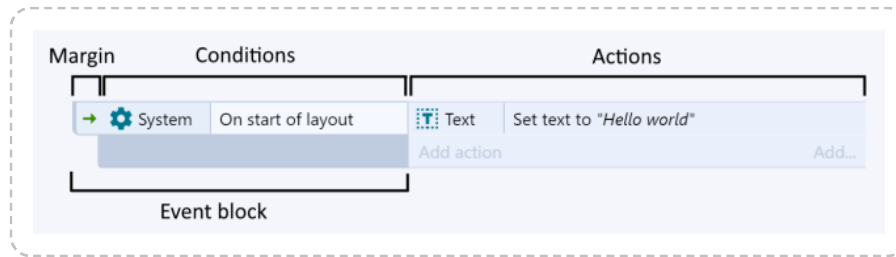 Margin Conditions Actions
System On start of layout Text Set text to "Hello world"
Add action Add...
Event block